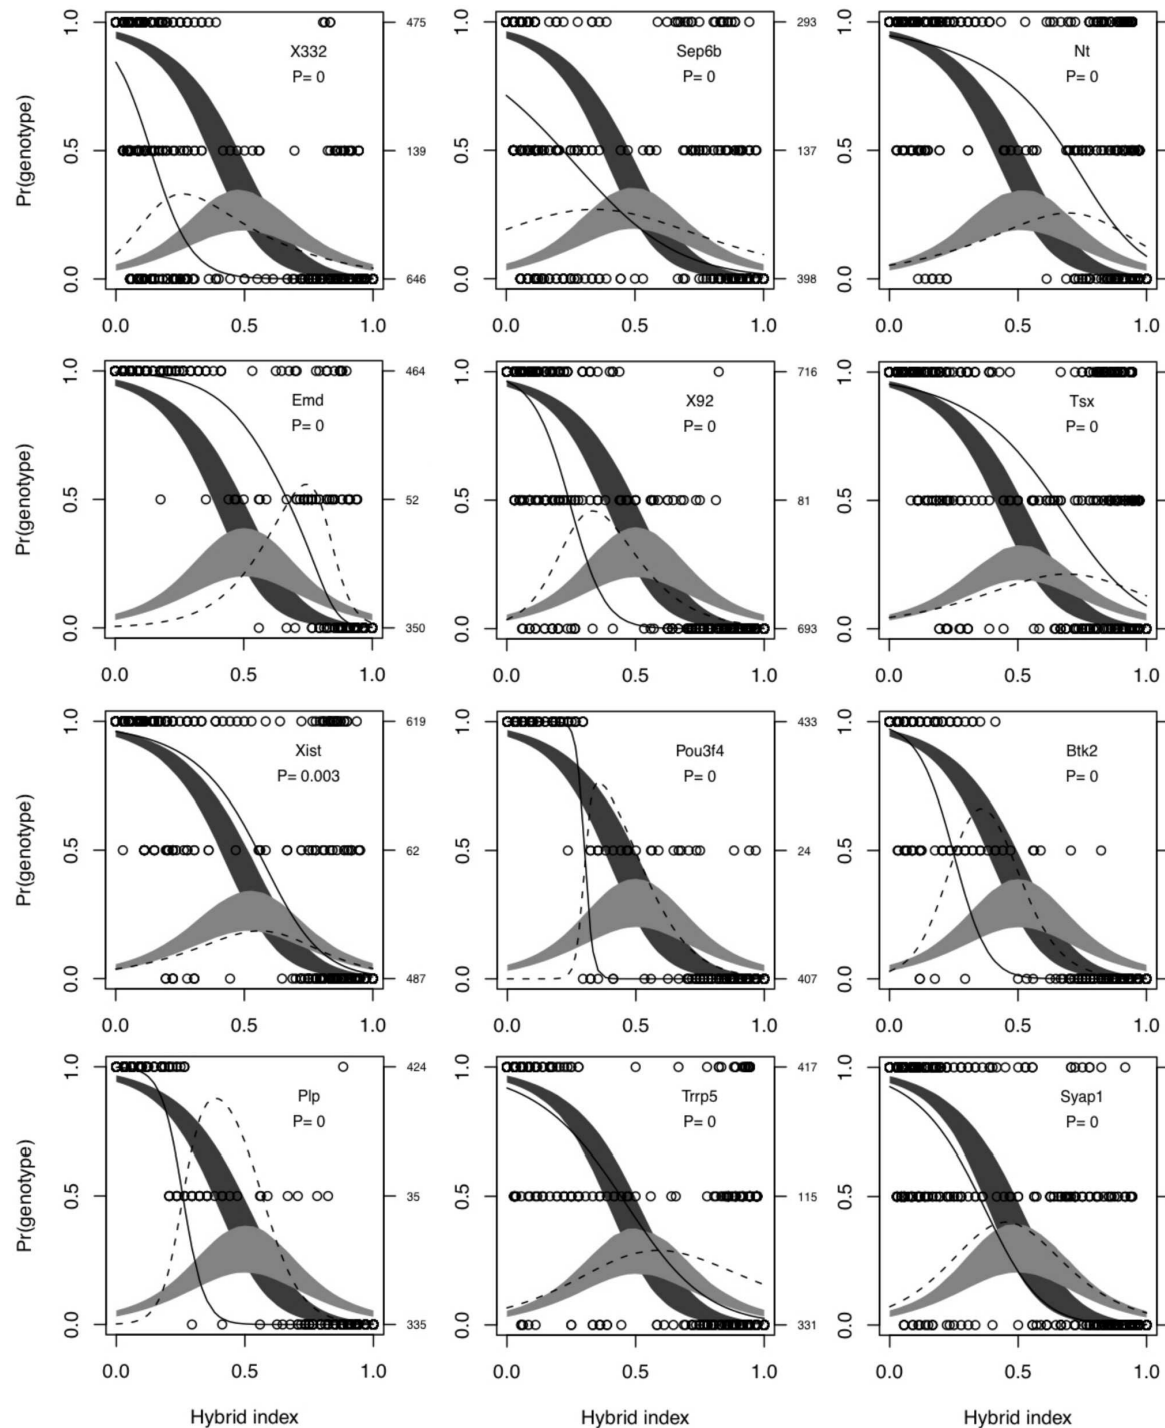 X332
P= 0
Pr(genotype)
1.0
0.5
0.0
475
139
646
0.0 0.5 1.0
Sep6b
P= 0
1.0
0.5
0.0
293
137
398
0.0 0.5 1.0
Nt
P= 0
1.0
0.5
0.0
0.0 0.5 1.0
Emd
P= 0
Pr(genotype)
1.0
0.5
0.0
464
52
350
0.0 0.5 1.0
X92
P= 0
1.0
0.5
0.0
716
81
693
0.0 0.5 1.0
Tsx
P= 0
1.0
0.5
0.0
0.0 0.5 1.0
Xist
P= 0.003
Pr(genotype)
1.0
0.5
0.0
619
62
487
0.0 0.5 1.0
Pou3f4
P= 0
1.0
0.5
0.0
433
24
407
0.0 0.5 1.0
Btk2
P= 0
1.0
0.5
0.0
0.0 0.5 1.0
Plp
P= 0
Pr(genotype)
1.0
0.5
0.0
424
35
335
0.0 0.5 1.0
Hybrid index
Trrp5
P= 0
1.0
0.5
0.0
417
115
331
0.0 0.5 1.0
Hybrid index
Syap1
P= 0
1.0
0.5
0.0
0.0 0.5 1.0
Hybrid index